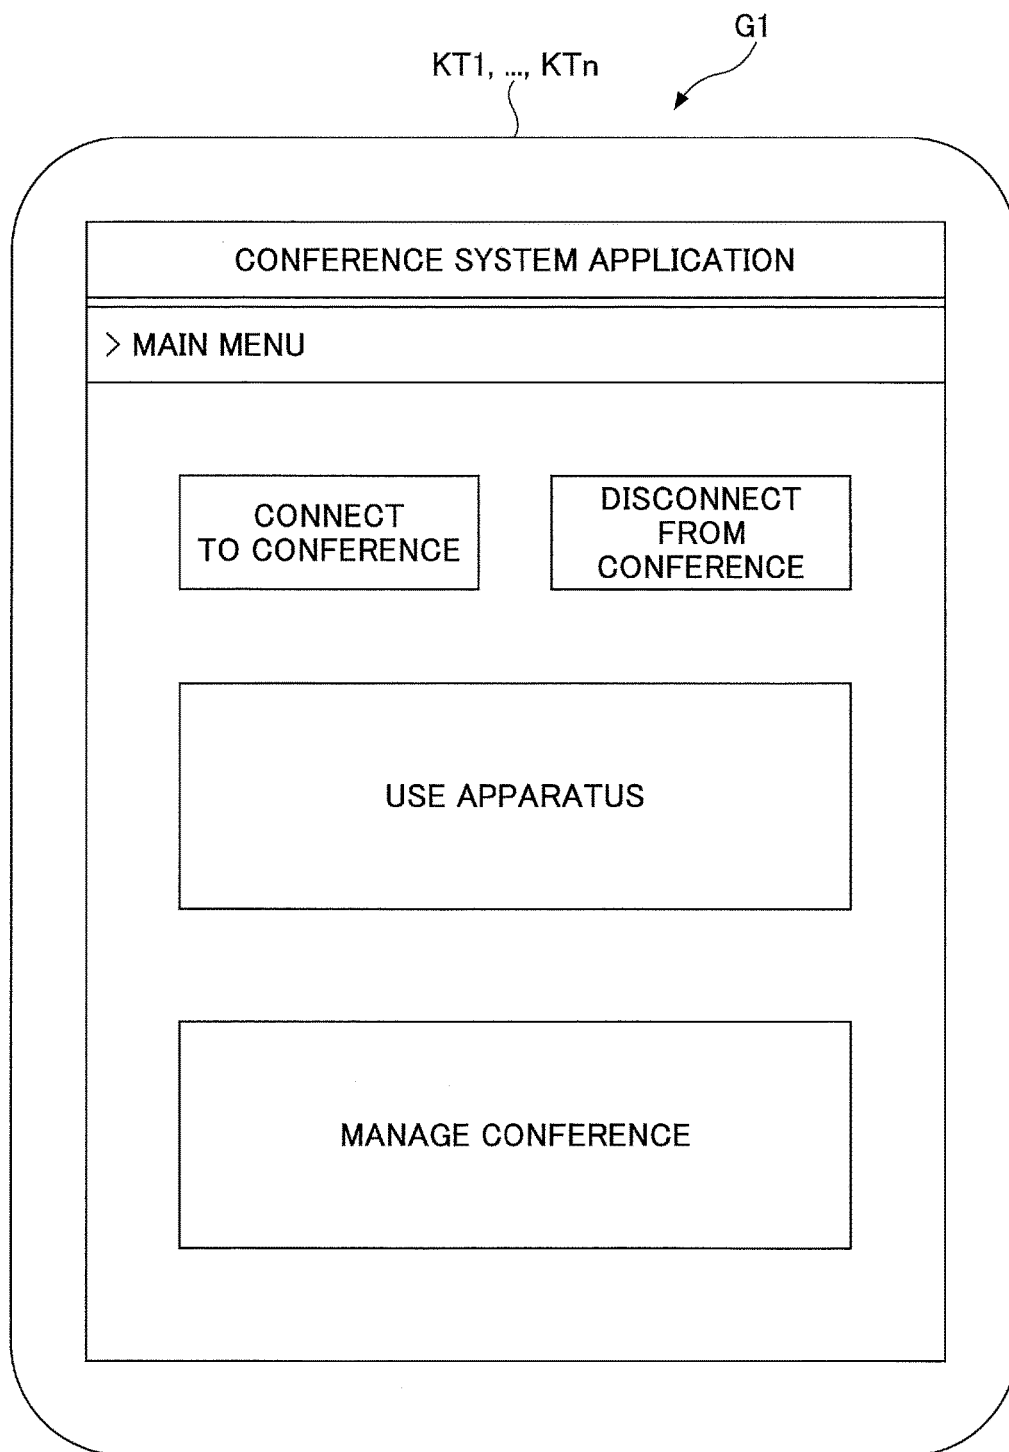 G1
KT1, ..., KTn
CONFERENCE SYSTEM APPLICATION
> MAIN MENU
CONNECT
TO CONFERENCE
DISCONNECT
FROM
CONFERENCE
USE APPARATUS
MANAGE CONFERENCE